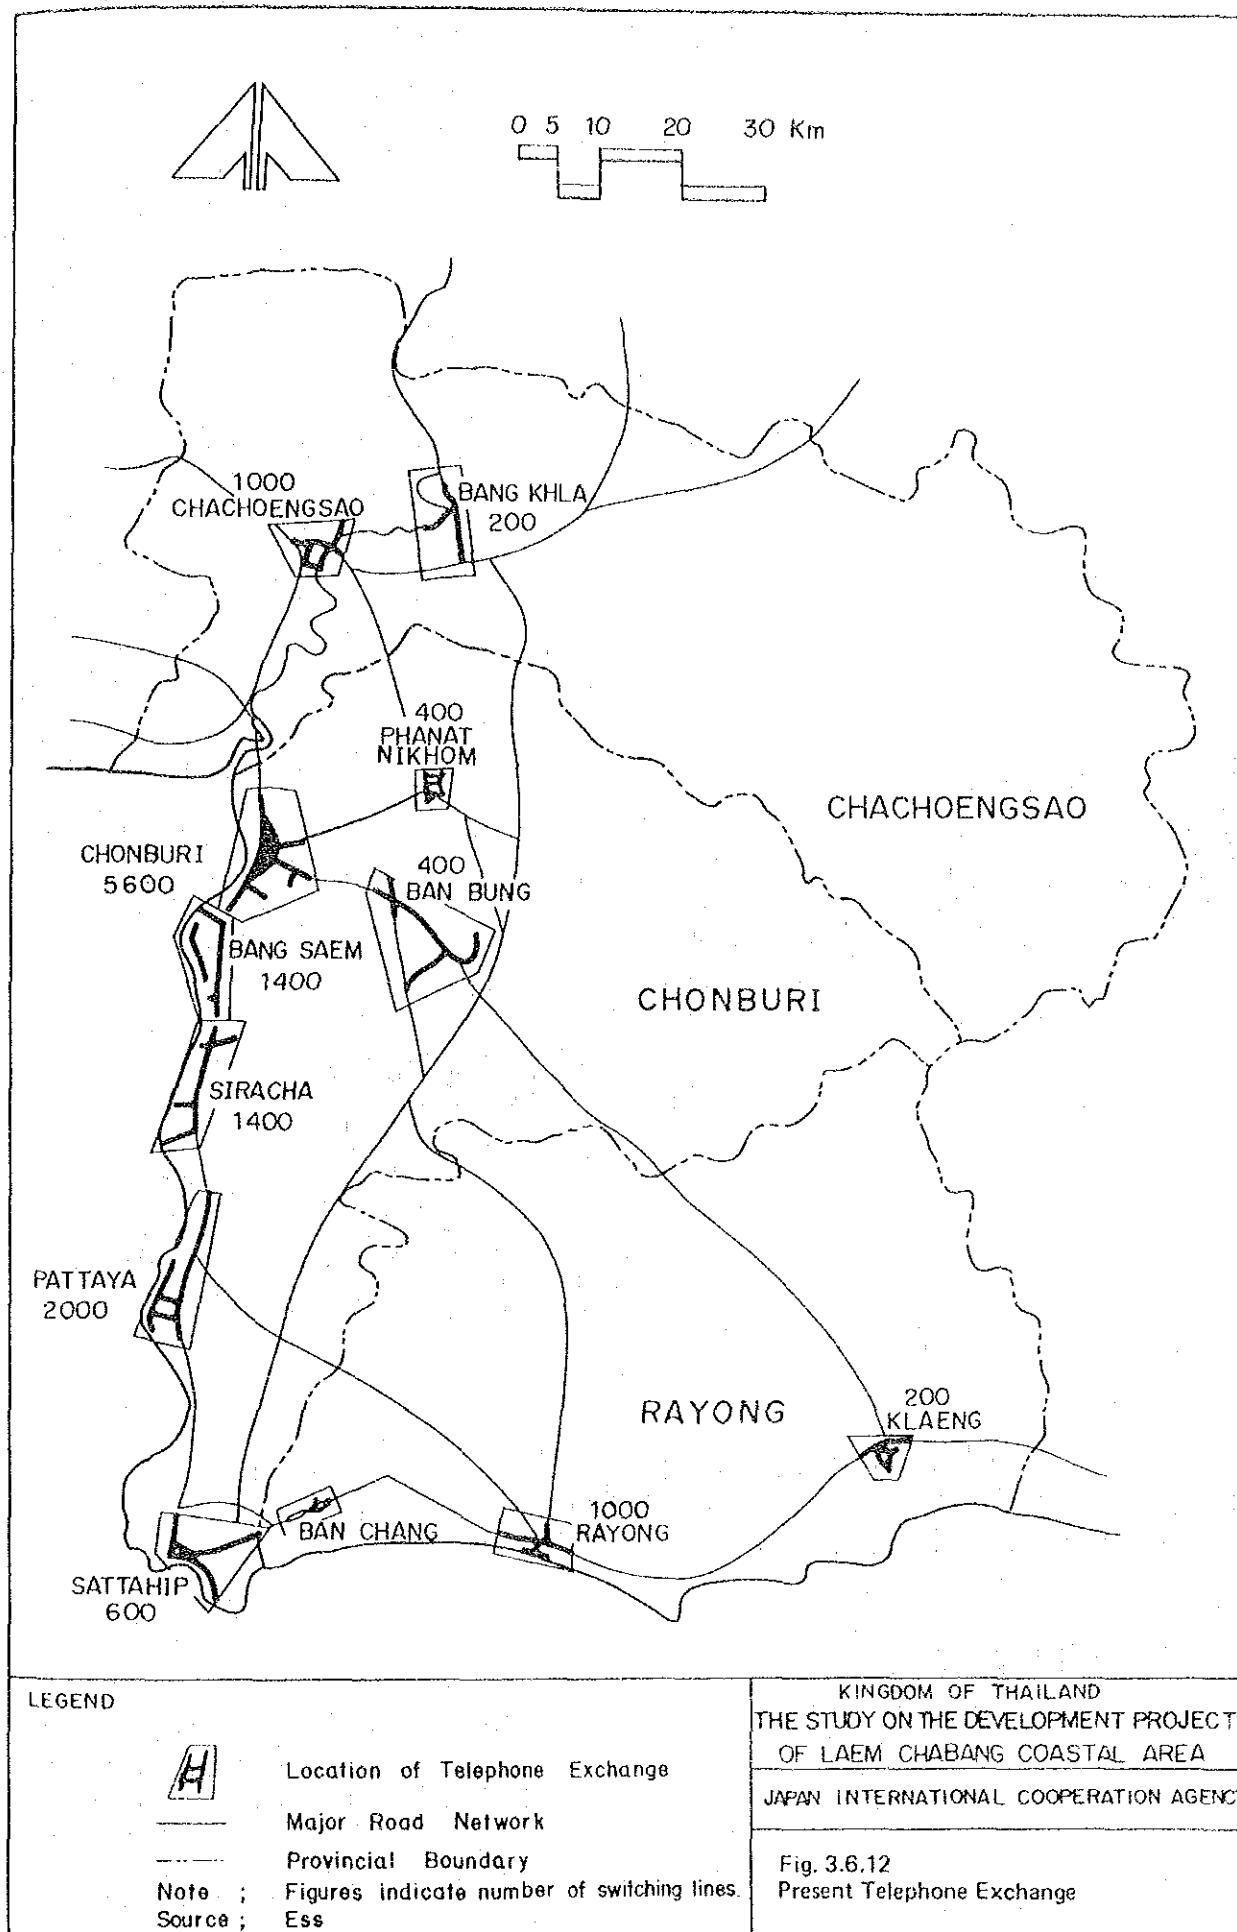 0 5 10 20 30 Km
1000
CHACHOENGSAO
BANG KHLA
200
400
PHANAT
NIKHOM
CHACHOENGSAO
CHONBURI
5600
400
BAN BUNG
BANG SAEM
1400
CHONBURI
SIRACHA
1400
PATTAYA
2000
RAYONG
200
KLAENG
BAN CHANG
1000
RAYONG
SATTAHIP
600
LEGEND
Location of Telephone Exchange
Major Road Network
Provincial Boundary
Note ; Figures indicate number of switching lines.
Source ; Ess
KINGDOM OF THAILAND
THE STUDY ON THE DEVELOPMENT PROJECT
OF LAEM CHABANG COASTAL AREA
JAPAN INTERNATIONAL COOPERATION AGENC
Fig. 3.6.12
Present Telephone Exchange